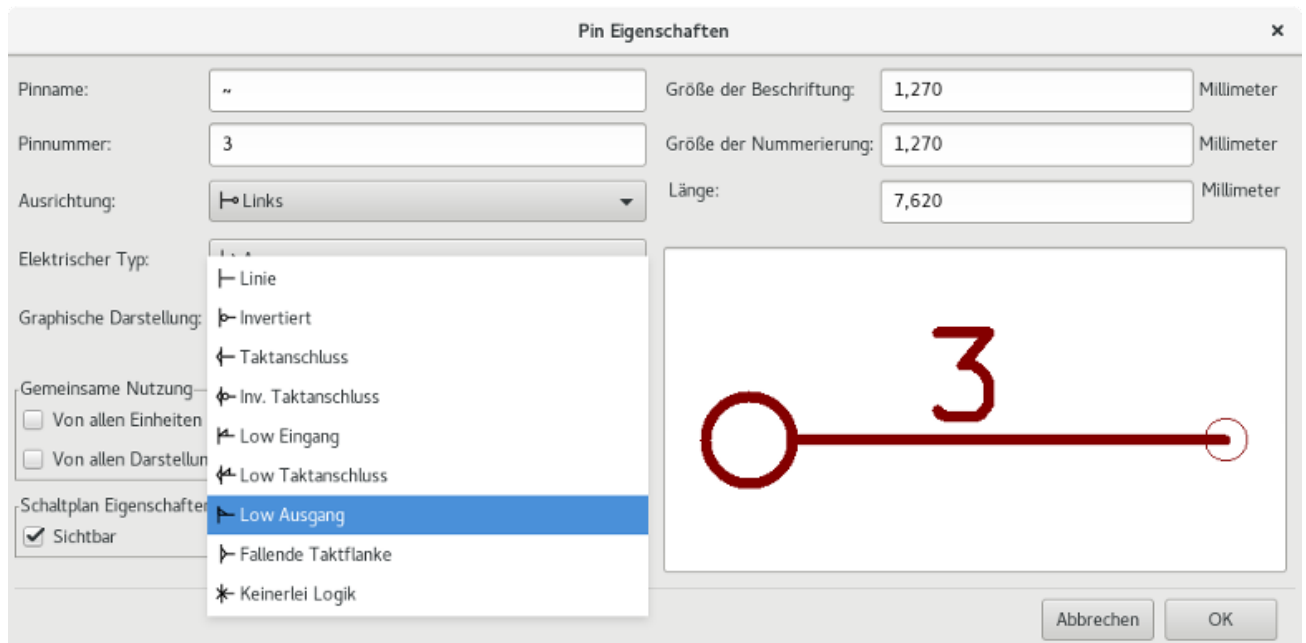 Pin Eigenschaften
Pinname:
~
Größe der Beschriftung:
1,270
Millimeter
Pinnummer:
3
Größe der Nummerierung:
1,270
Millimeter
Ausrichtung:
Links
Länge:
7,620
Millimeter
Elektrischer Typ:
Graphische Darstellung:
Linie
Invertiert
Taktanschluss
Inv. Taktanschluss
Low Eingang
Low Taktanschluss
Low Ausgang
Fallende Taktflanke
Keinerlei Logik
Gemeinsame Nutzung
Von allen Einheiten
Von allen Darstellun
Schaltplan Eigenschaften
Sichtbar
3
Abbrechen
OK